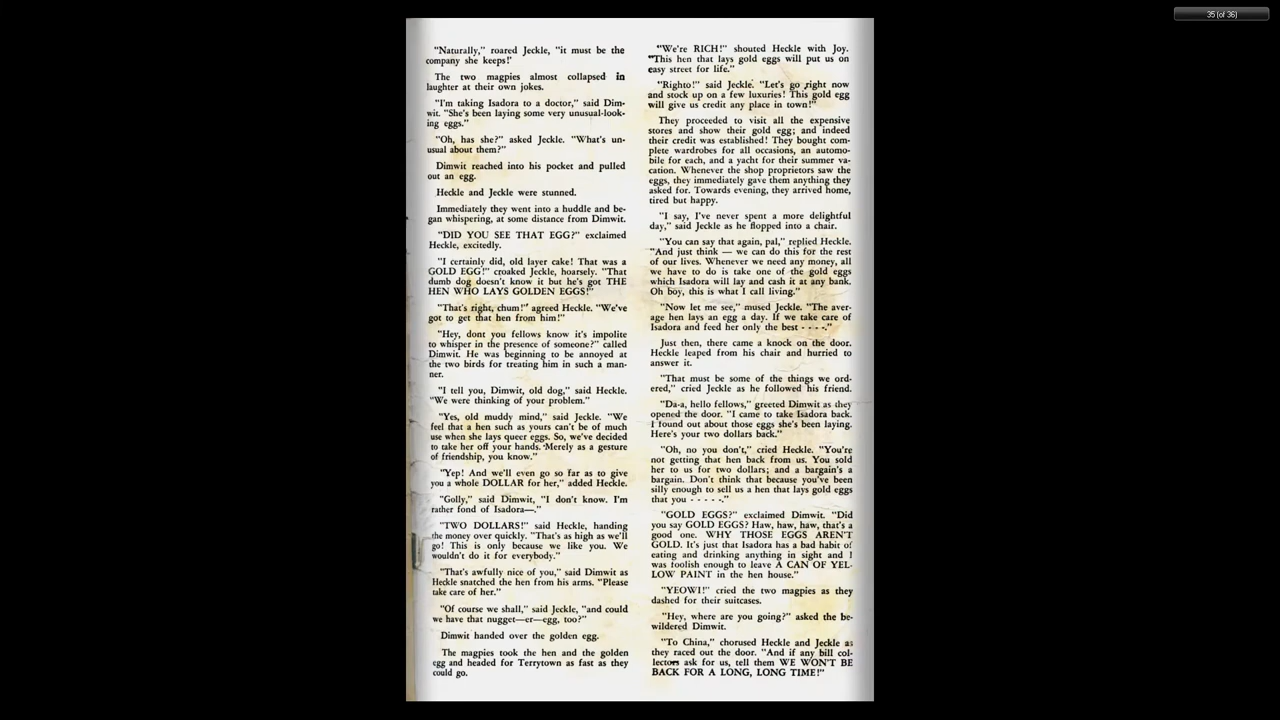 35 (of 36)
"Naturally," roared Jeckle, "it must be the
company she keeps!'
The two magpies almost collapsed in
laughter at their own jokes.
"I'm taking Isadora to a doctor," said Dim-
wit. "She's been laying some very unusual-look-
ing eggs."
"Oh, has she?" asked Jeckle. "What's un-
usual about them?"
Dimwit reached into his pocket and pulled
out an egg.
Heckle and Jeckle were stunned.
Immediately they went into a huddle and be-
gan whispering, at some distance from Dimwit.
"DID YOU SEE THAT EGG?" exclaimed
Heckle, excitedly.
"I certainly did, old layer cake! That was a
GOLD EGG!" croaked Jeckle, hoarsely. "That
dumb dog doesn't know it but he's got THE
HEN WHO LAYS GOLDEN EGGS!"
"That's right, chum!' agreed Heckle. "We've
got to get that hen from him!"
"Hey, dont you fellows know it's impolite
to whisper in the presence of someone?" called
Dimwit. He was beginning to be annoyed at
the two birds for treating him in such a man-
ner.
"I tell you, Dimwit, old dog," said Heckle.
"We were thinking of your problem."
"Yes, old muddy mind," said Jeckle. "We
feel that a hen such as yours can't be of much
use when she lays queer eggs. So, we've decided
to take her off your hands. Merely as a gesture
of friendship, you know."
"Yep! And we'll even go so far as to give
you a whole DOLLAR for her," added Heckle.
"Golly," said Dimwit, "I don't know. I'm
rather fond of Isadora—."
"TWO DOLLARS!" said Heckle, handing
the money over quickly. "That's as high as we'll
go! This is only because we like you. We
wouldn't do it for everybody."
"That's awfully nice of you," said Dimwit as
Heckle snatched the hen from his arms. "Please
take care of her."
"Of course we shall," said Jeckle, "and could
we have that nugget—er—egg, too?"
Dimwit handed over the golden egg.
The magpies took the hen and the golden
egg and headed for Terrytown as fast as they
could go.
"We're RICH!" shouted Heckle with Joy.
"This hen that lays gold eggs will put us on
easy street for life."
"Righto!" said Jeckle. "Let's go right now
and stock up on a few luxuries! This gold egg
will give us credit any place in town!"
They proceeded to visit all the expensive
stores and show their gold egg; and indeed
their credit was established! They bought com-
plete wardrobes for all occasions, an automo-
bile for each, and a yacht for their summer va-
cation. Whenever the shop proprietors saw the
eggs, they immediately gave them anything they
asked for. Towards evening, they arrived home,
tired but happy.
"I say, I've never spent a more delightful
day," said Jeckle as he flopped into a chair.
"You can say that again, pal," replied Heckle.
"And just think — we can do this for the rest
of our lives. Whenever we need any money, all
we have to do is take one of the gold eggs
which Isadora will lay and cash it at any bank.
Oh boy, this is what I call living."
"Now let me see," mused Jeckle. "The aver-
age hen lays an egg a day. If we take care of
Isadora and feed her only the best - - - -."
Just then, there came a knock on the door.
Heckle leaped from his chair and hurried to
answer it.
"That must be some of the things we ord-
ered," cried Jeckle as he followed his friend.
"Da-a, hello fellows," greeted Dimwit as they
opened the door. "I came to take Isadora back.
I found out about those eggs she's been laying.
Here's your two dollars back."
"Oh, no you don't," cried Heckle. "You're
not getting that hen back from us. You sold
her to us for two dollars; and a bargain's a
bargain. Don't think that because you've been
silly enough to sell us a hen that lays gold eggs
that you - - - - -."
"GOLD EGGS?" exclaimed Dimwit. "Did
you say GOLD EGGS? Haw, haw, haw, that's a
good one. WHY THOSE EGGS AREN'T
GOLD. It's just that Isadora has a bad habit of
eating and drinking anything in sight and I
was foolish enough to leave A CAN OF YEL-
LOW PAINT in the hen house."
"YEOWI!" cried the two magpies as they
dashed for their suitcases.
"Hey, where are you going?" asked the be-
wildered Dimwit.
"To China," chorused Heckle and Jeckle as
they raced out the door. "And if any bill col-
lectors ask for us, tell them WE WON'T BE
BACK FOR A LONG, LONG TIME!"